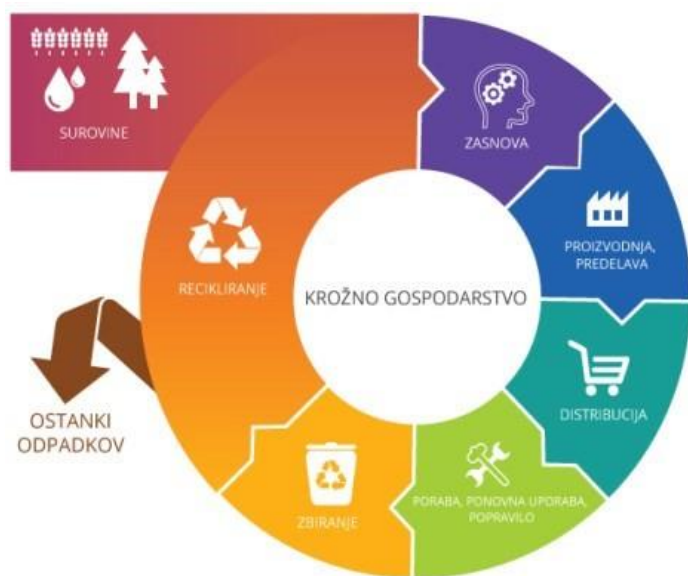 SUROVINE
ZASNOVA
PROIZVODNJA,
PREDELAVA
DISTRIBUCIJA
PORABA, PONOVNA UPORABA,
POPRAVILO
ZBIRANJE
RECIKLIRANJE
OSTANKI
ODPADKOV
KROŽNO GOSPODARSTVO